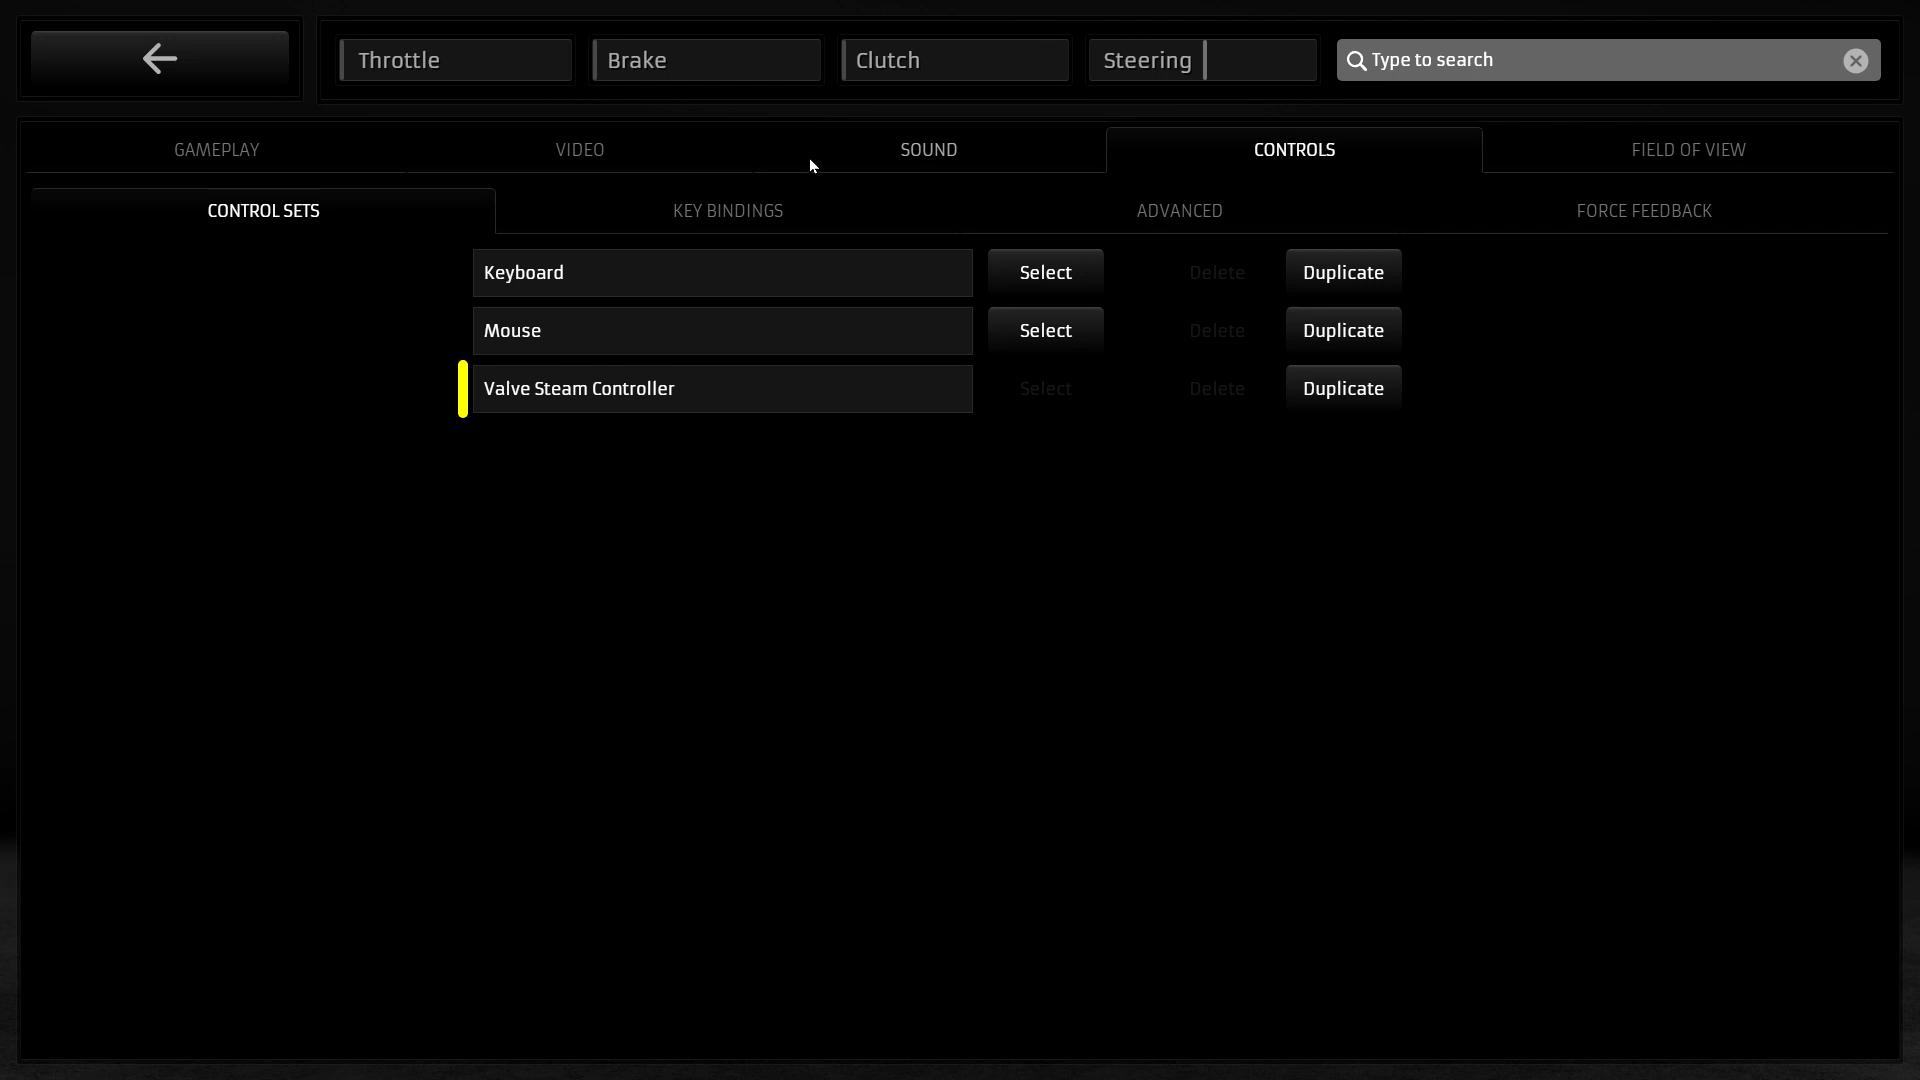 Throttle Brake Clutch Steering Type to search
GAMEPLAY VIDEO SOUND CONTROLS FIELD OF VIEW
CONTROL SETS KEY BINDINGS ADVANCED FORCE FEEDBACK
Keyboard Select Delete Duplicate
Mouse Select Delete Duplicate
Valve Steam Controller Select Delete Duplicate